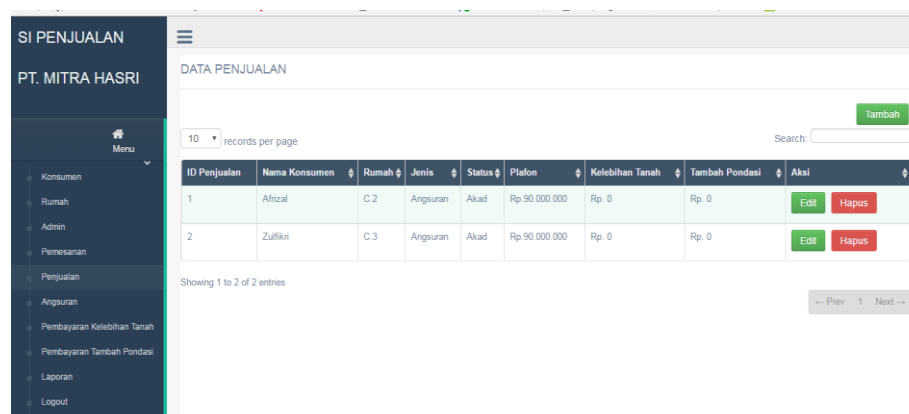 SI PENJUALAN
PT. MITRA HASRI
Menu
Konsumen
Rumah
Admin
Pemesanan
Penjualan
Angsuran
Pembayaran Kelebihan Tanah
Pembayaran Tambah Pondasi
Laporan
Logout
DATA PENJUALAN
Tambah
10 records per page Search:
ID Penjualan Nama Konsumen Rumah Jenis Status Plafon Kelebihan Tanah Tambah Pondasi Aksi
1 Afrizal C.2 Angsuran Akad Rp.90.000.000 Rp. 0 Rp. 0 Edit Hapus
2 Zulfikri C.3 Angsuran Akad Rp.90.000.000 Rp. 0 Rp. 0 Edit Hapus
Showing 1 to 2 of 2 entries
← Prev 1 Next →